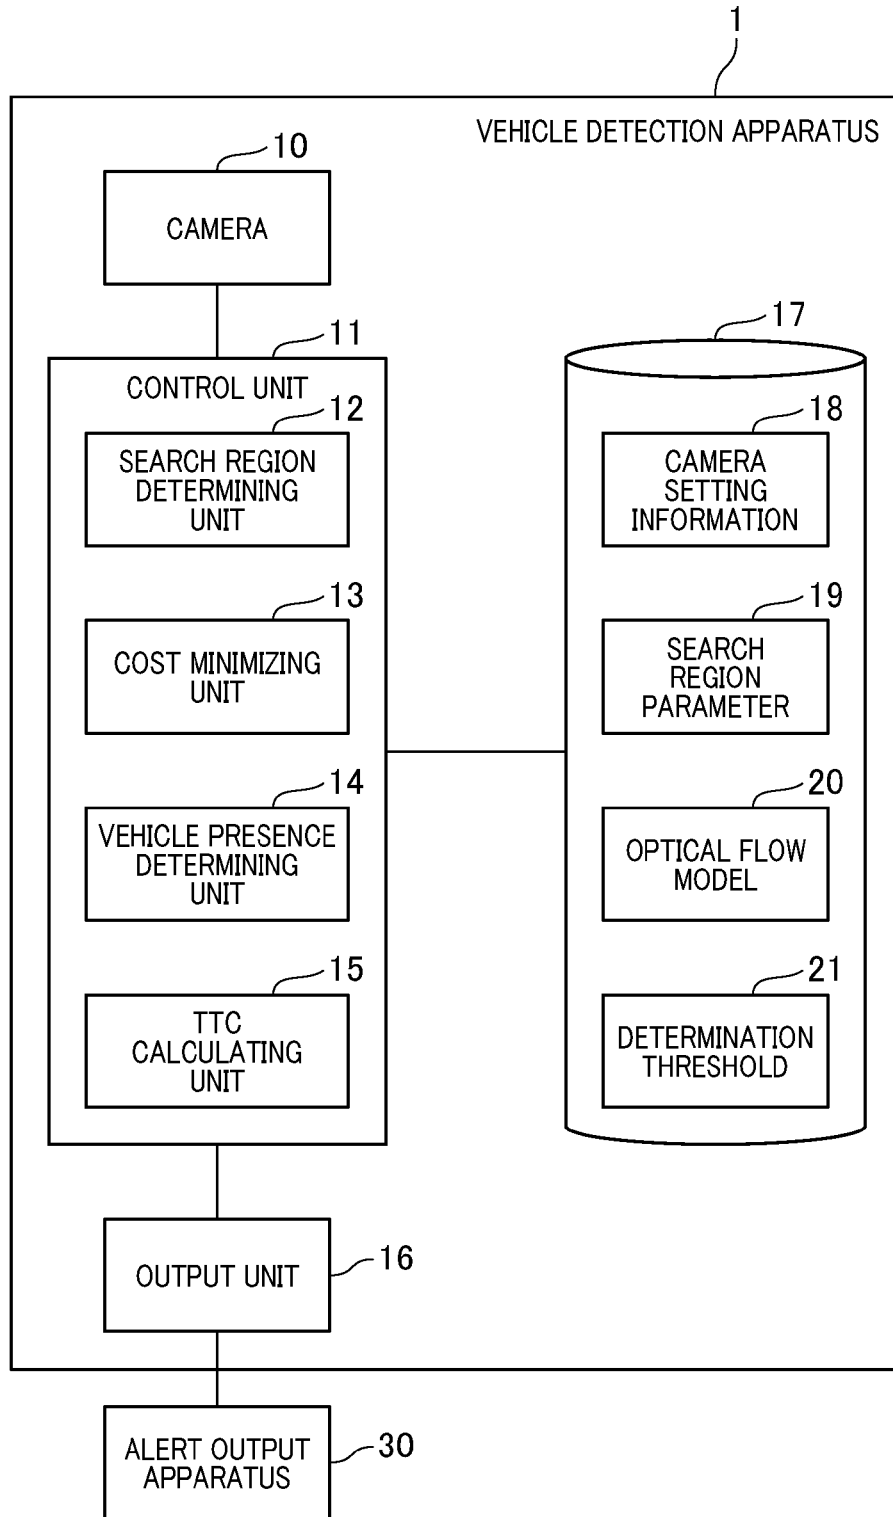 1
VEHICLE DETECTION APPARATUS
10
CAMERA
11
CONTROL UNIT
12
SEARCH REGION
DETERMINING
UNIT
13
COST MINIMIZING
UNIT
14
VEHICLE PRESENCE
DETERMINING
UNIT
15
TTC
CALCULATING
UNIT
17
18
CAMERA
SETTING
INFORMATION
19
SEARCH
REGION
PARAMETER
20
OPTICAL FLOW
MODEL
21
DETERMINATION
THRESHOLD
OUTPUT UNIT
16
ALERT OUTPUT
APPARATUS
30